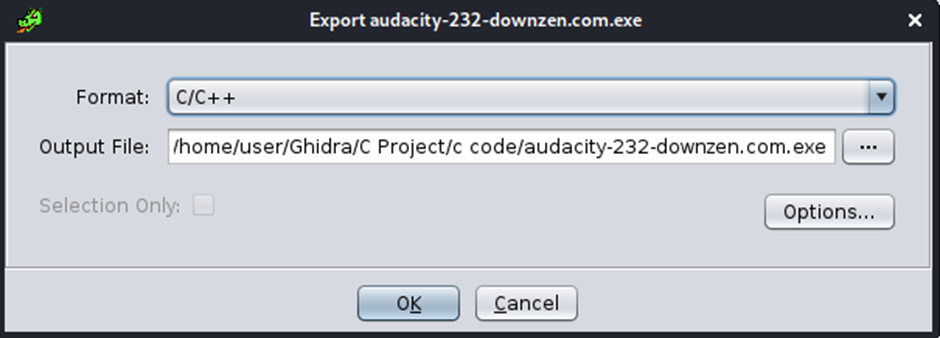 Export audacity-232-downzen.com.exe
Format: C/C++
Output File: /home/user/Ghidra/C Project/c code/audacity-232-downzen.com.exe ...
Selection Only:
Options...
OK Cancel